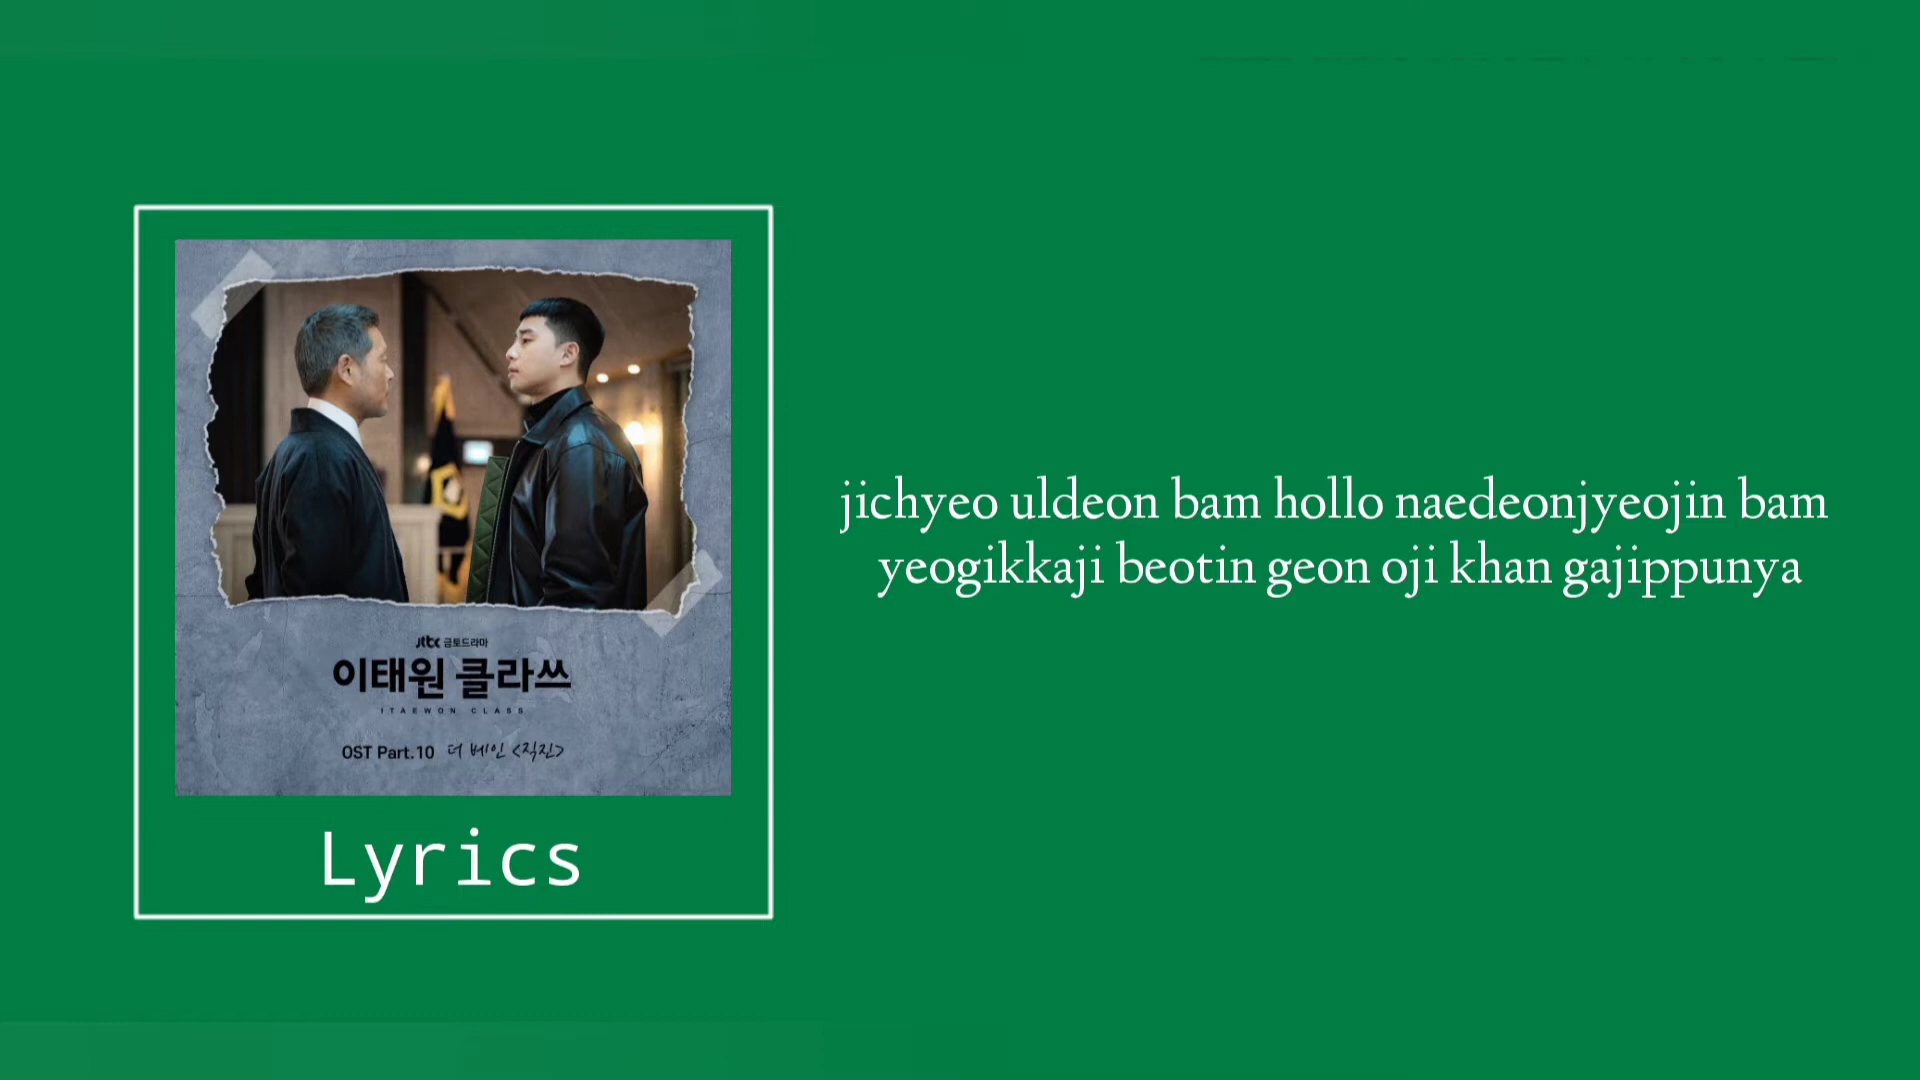 jtbc 금토드라마
이태원 클라쓰
ITAEWON CLASS
OST Part.10 더 베인 <직진>
Lyrics
jichyeo uldeon bam hollo naedeonjyeojin bam
yeogikkaji beotin geon oji khan gajippunya